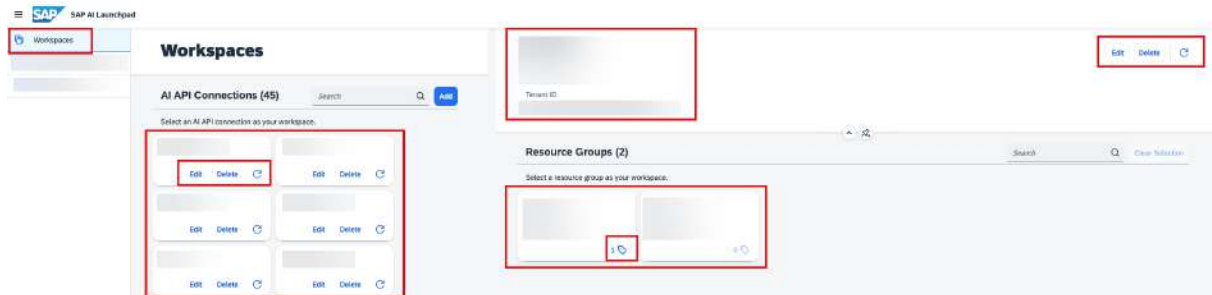 SAP SAP AI Launchpad
Workspaces
Workspaces
AI API Connections (45)
Search
Add
Select an AI API connection as your workspace.
Edit Delete
Edit Delete
Edit Delete
Edit Delete
Edit Delete
Edit Delete
Tenant ID:
Edit Delete
Resource Groups (2)
Search
Clear Selection
Select a resource group as your workspace.
1
0